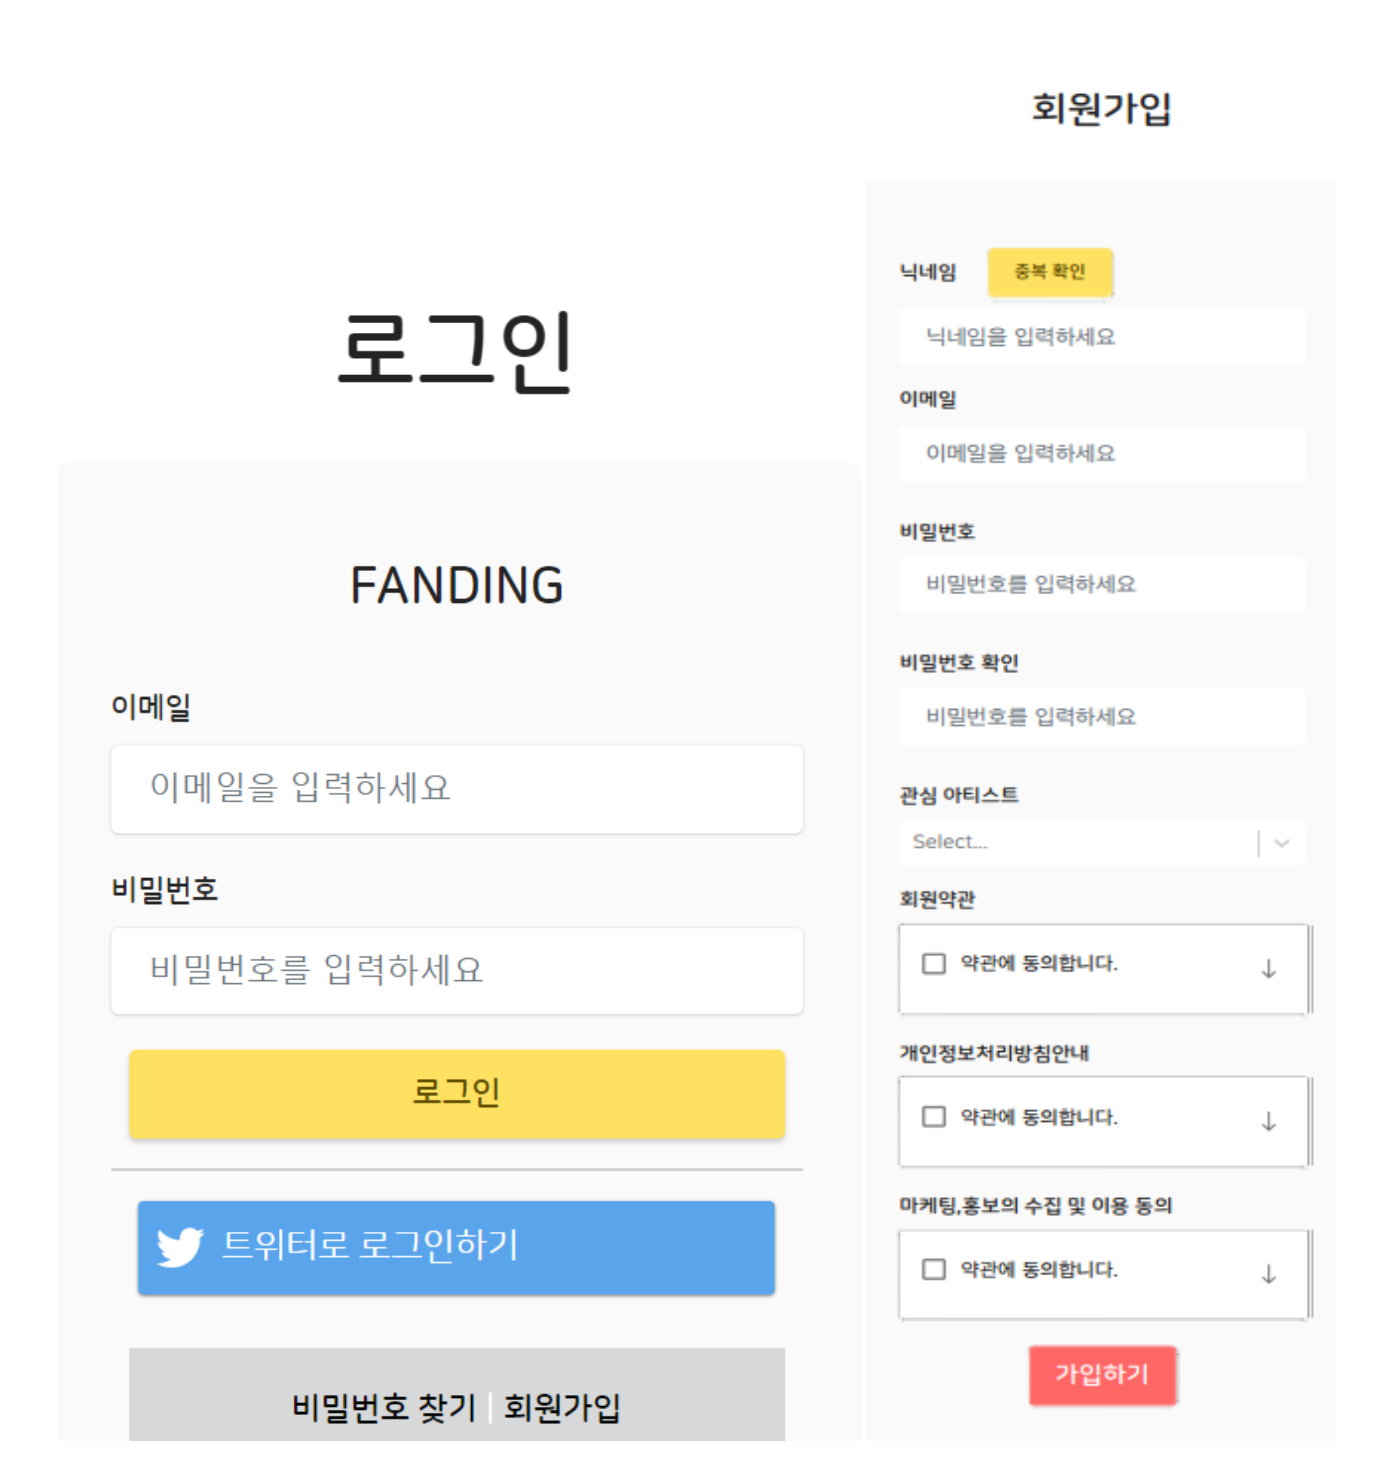 로그인
FANDING
이메일
이메일을 입력하세요
비밀번호
비밀번호를 입력하세요
로그인
트위터로 로그인하기
비밀번호 찾기 | 회원가입
회원가입
닉네임 중복 확인
닉네임을 입력하세요
이메일
이메일을 입력하세요
비밀번호
비밀번호를 입력하세요
비밀번호 확인
비밀번호를 입력하세요
관심 아티스트
Select...
회원약관
약관에 동의합니다.
개인정보처리방침안내
약관에 동의합니다.
마케팅,홍보의 수집 및 이용 동의
약관에 동의합니다.
가입하기